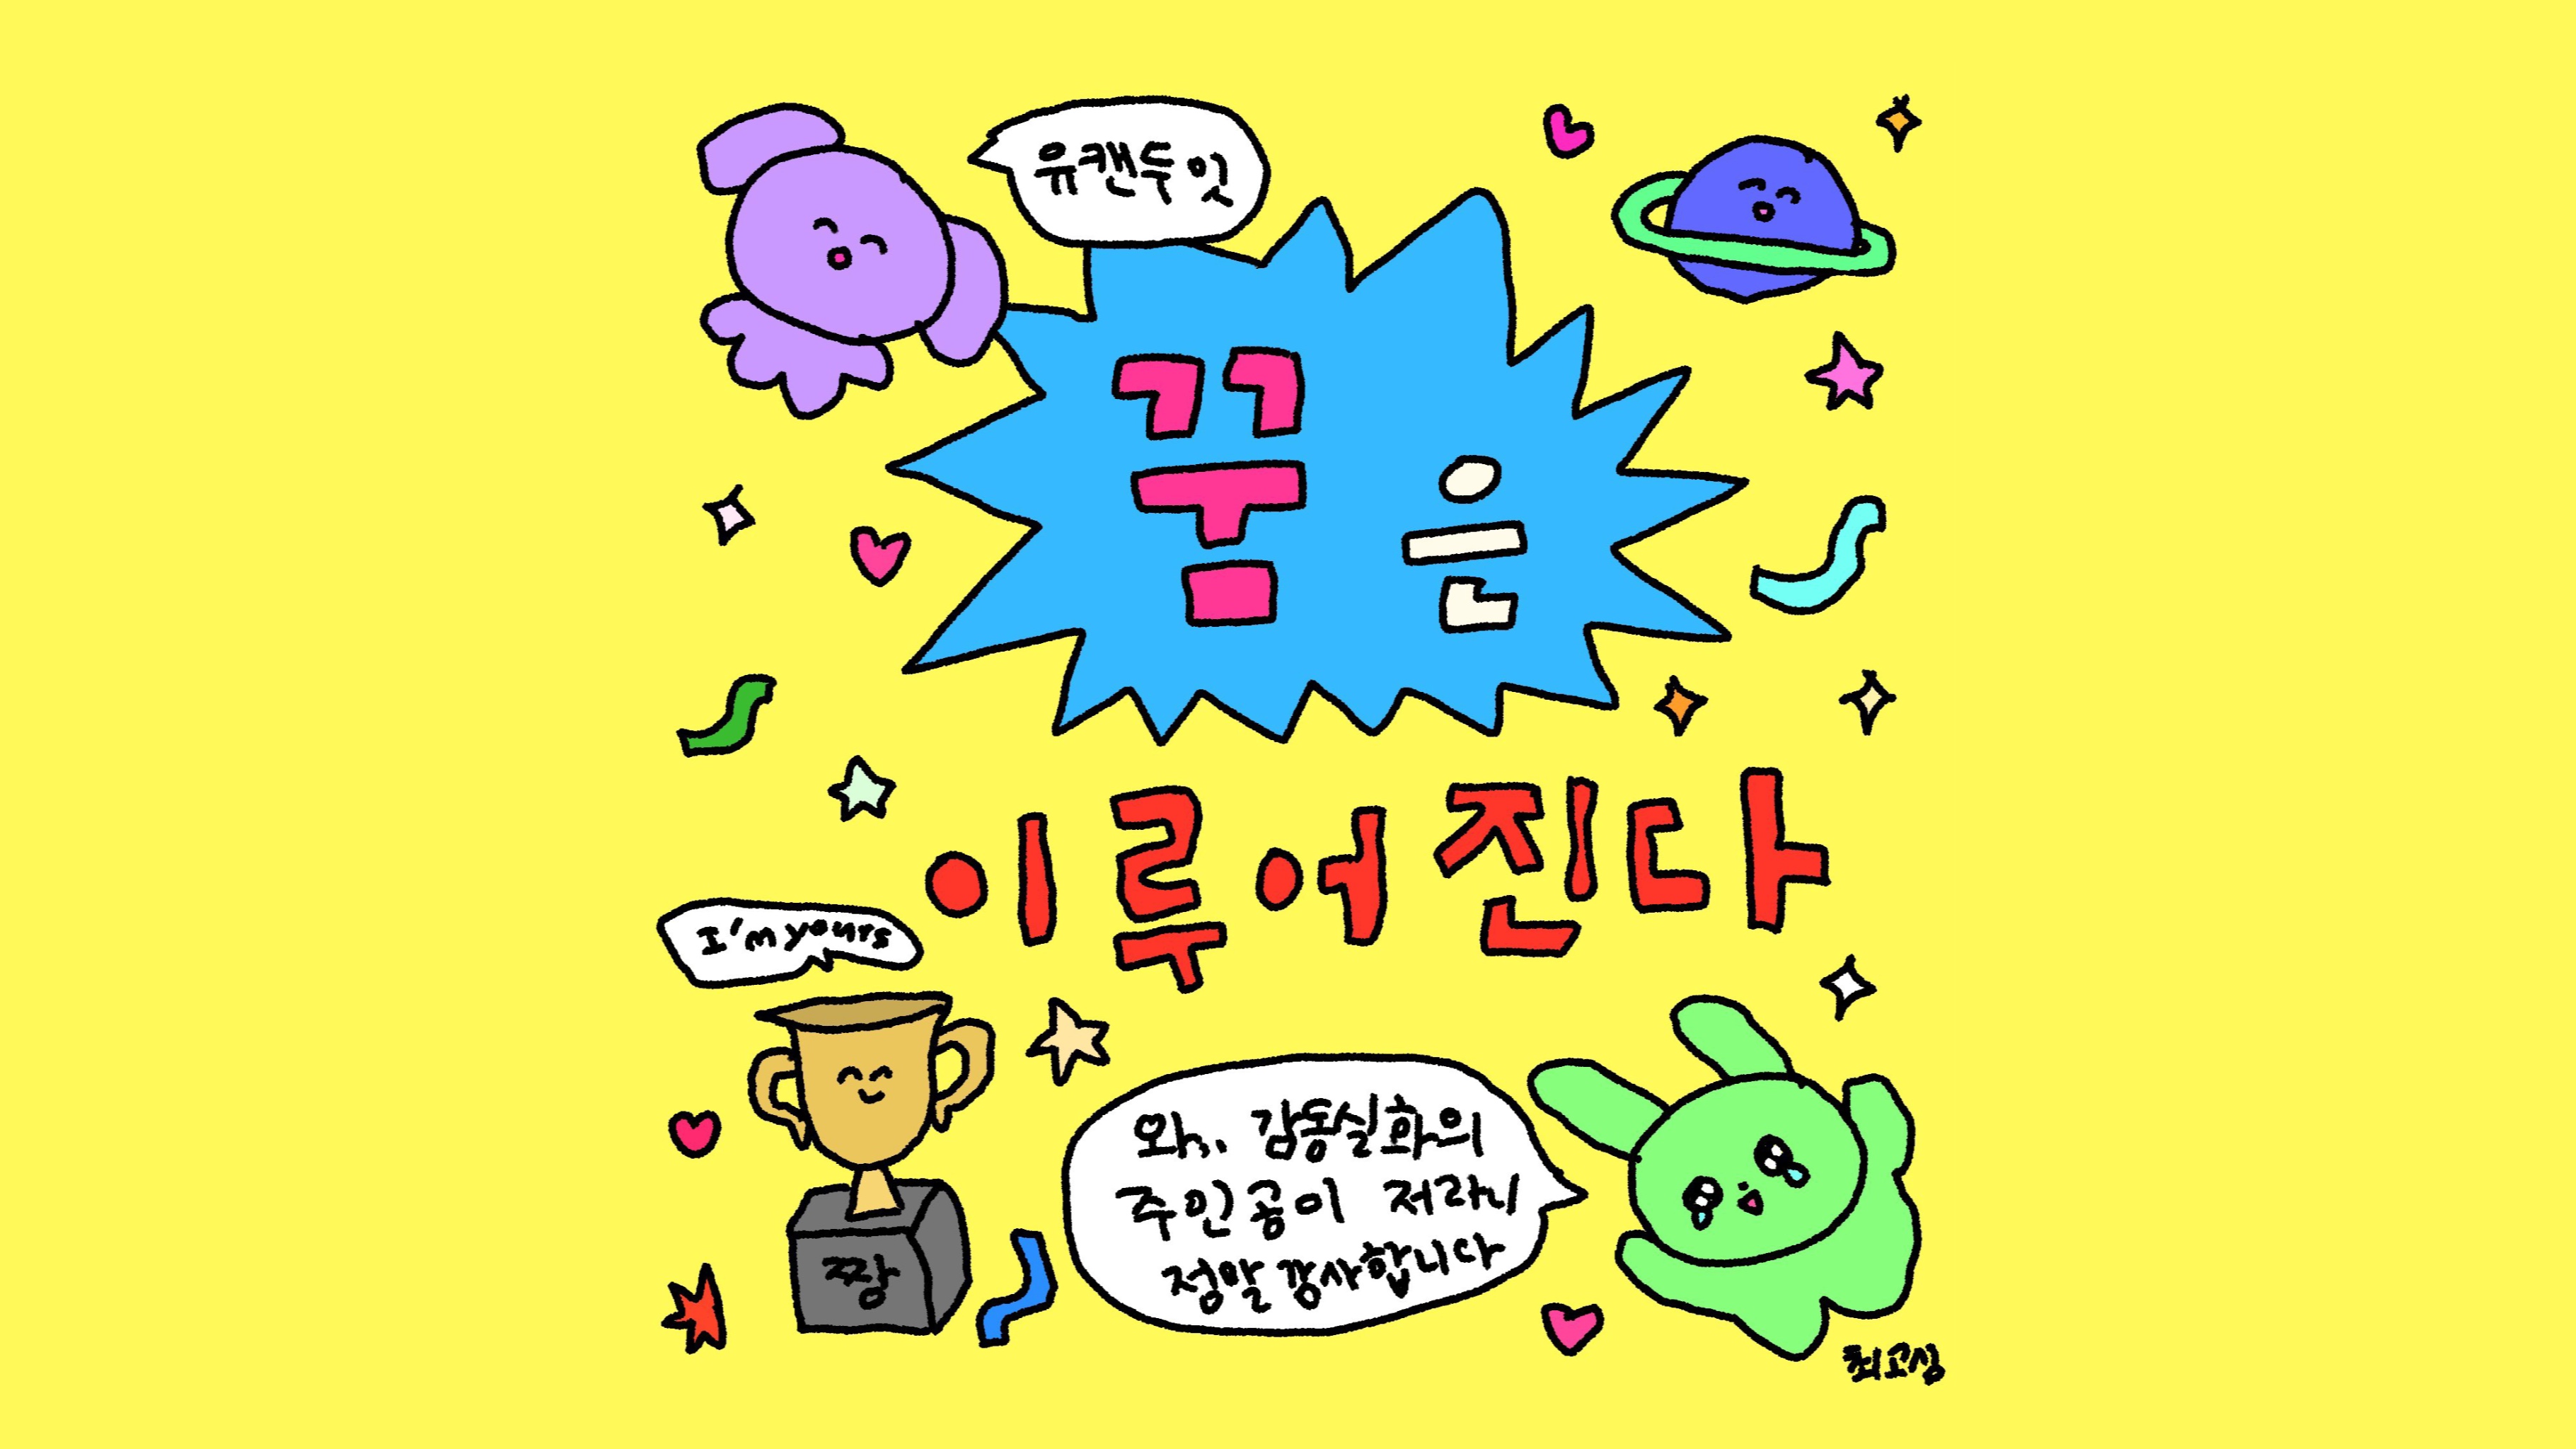 유캔두잇
꿈은
이루어진다
I'm yours
짱
와.. 감동실화의
주인공이 저라니
정말 깡사합니다
최고심